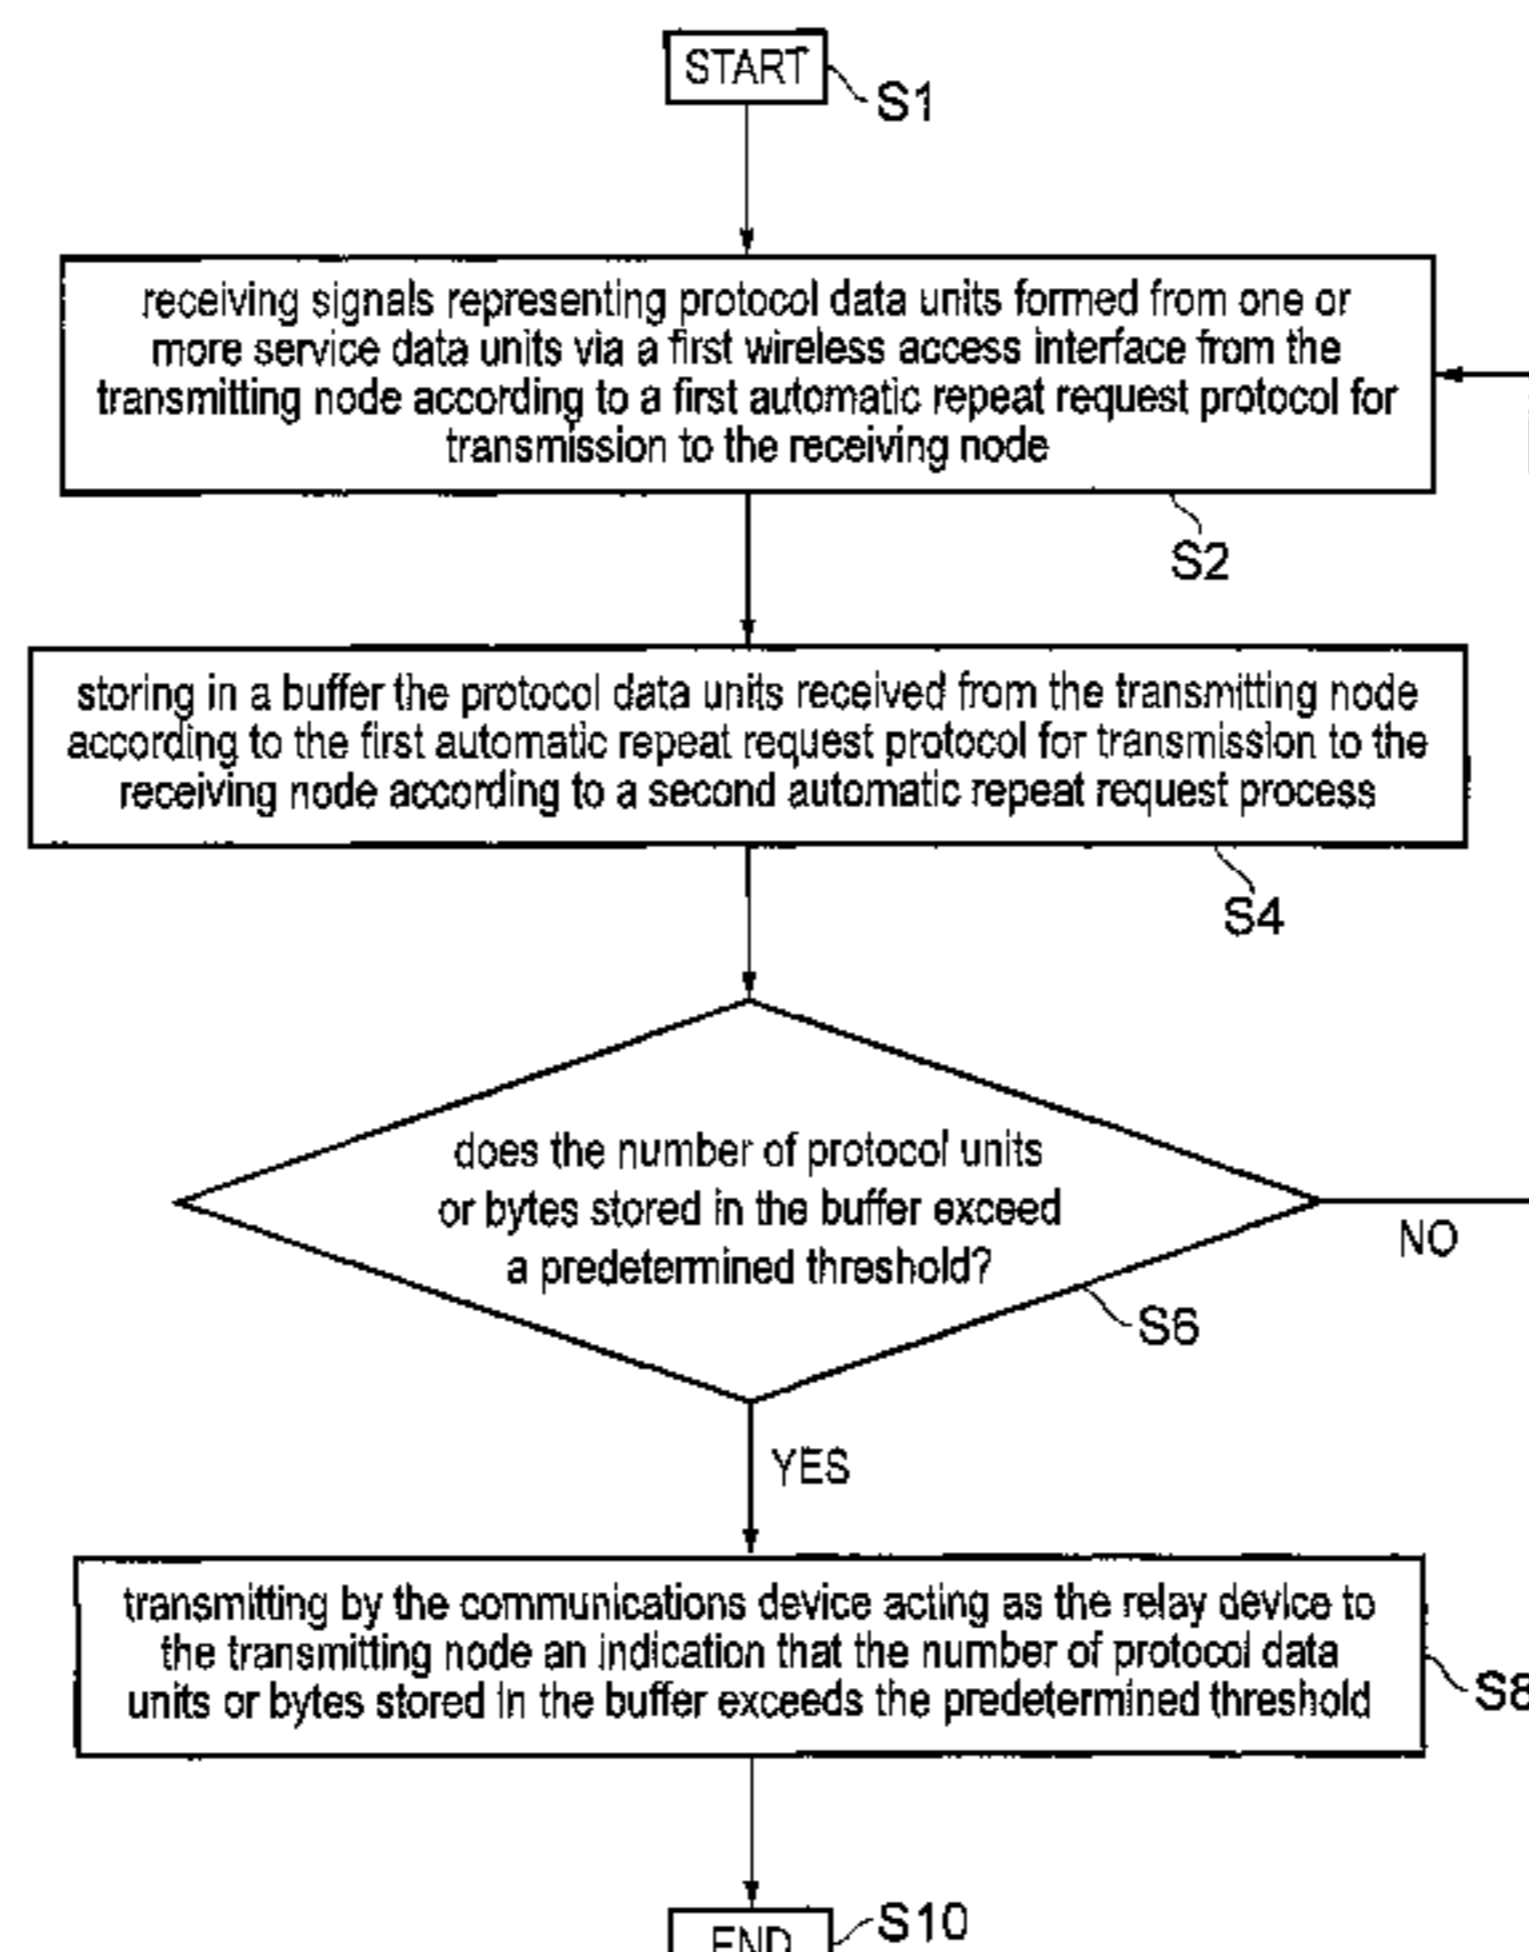 START
S1
receiving signals representing protocol data units formed from one or
more service data units via a first wireless access interface from the
transmitting node according to a first automatic repeat request protocol for
transmission to the receiving node
S2
storing in a buffer the protocol data units received from the transmitting node
according to the first automatic repeat request protocol for transmission to the
receiving node according to a second automatic repeat request process
S4
does the number of protocol units
or bytes stored in the buffer exceed
a predetermined threshold?
NO
S6
YES
transmitting by the communications device acting as the relay device to
the transmitting node an indication that the number of protocol data
units or bytes stored in the buffer exceeds the predetermined threshold
S8
S10
END